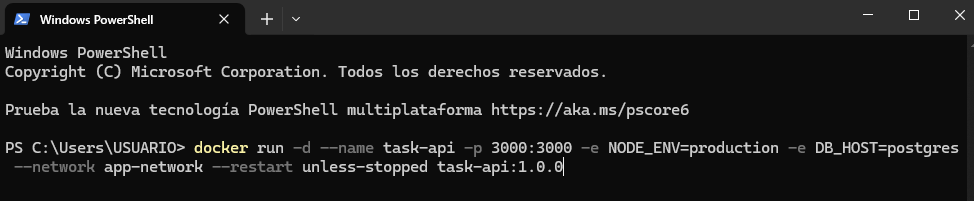 Windows PowerShell
Windows PowerShell
Copyright (C) Microsoft Corporation. Todos los derechos reservados.
Prueba la nueva tecnología PowerShell multiplataforma https://aka.ms/pscore6
PS C:\Users\USUARIO> docker run -d --name task-api -p 3000:3000 -e NODE_ENV=production -e DB_HOST=postgres
--network app-network --restart unless-stopped task-api:1.0.0